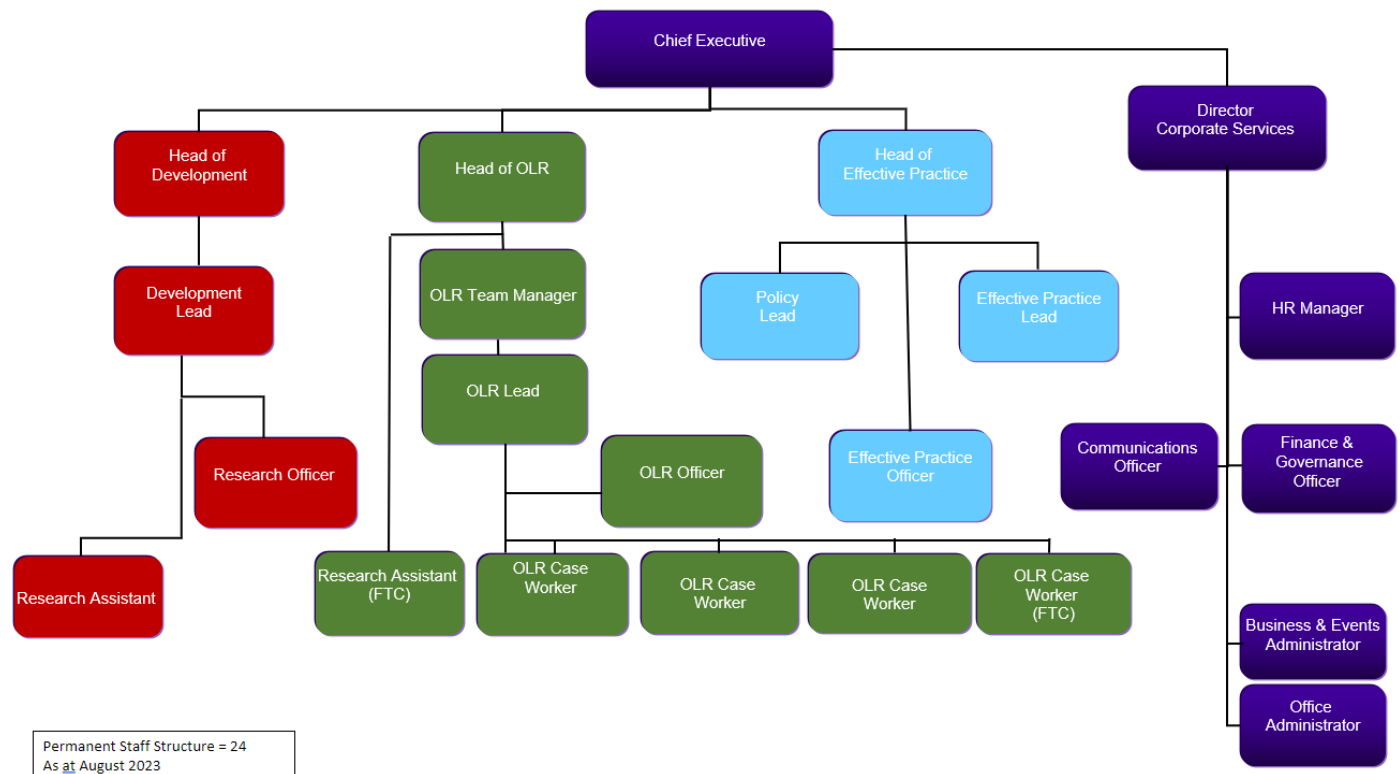 Chief Executive
Director
Corporate Services
Head of
Development
Head of OLR
Head of
Effective Practice
Development
Lead
OLR Team Manager
Policy
Lead
Effective Practice
Lead
HR Manager
OLR Lead
Research Officer
OLR Officer
Effective Practice
Officer
Communications
Officer
Finance &
Governance
Officer
Research Assistant
Research Assistant
(FTC)
OLR Case
Worker
OLR Case
Worker
OLR Case
Worker
OLR Case
Worker
(FTC)
Business & Events
Administrator
Office
Administrator
Permanent Staff Structure = 24
As at August 2023